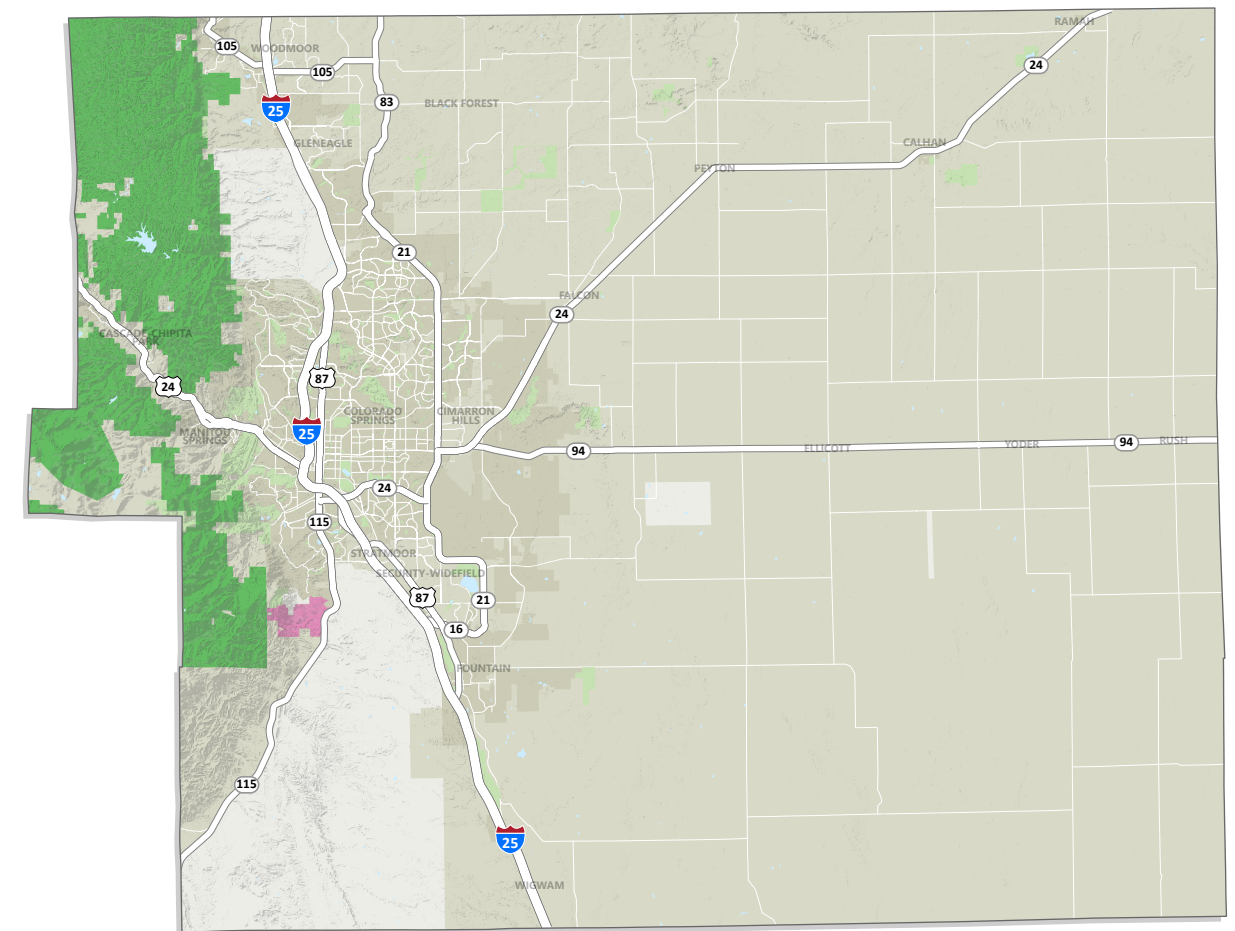 RAMAH
105
WOODMOOR
24
105
83
BLACK FOREST
25
GLENEAGLE
CALHAN
PEYTON
21
FALCON
24
CASCADE-CHIPITA
PARK
87
24
COLORADO
SPRINGS
CIMARRON
HILLS
25
MANITOU
SPRINGS
94
ELLICOTT
YODER
94
RUSH
24
115
STRATMOOR
SECURITY-WIDEFIELD
87
21
16
FOUNTAIN
115
25
WIGWAM